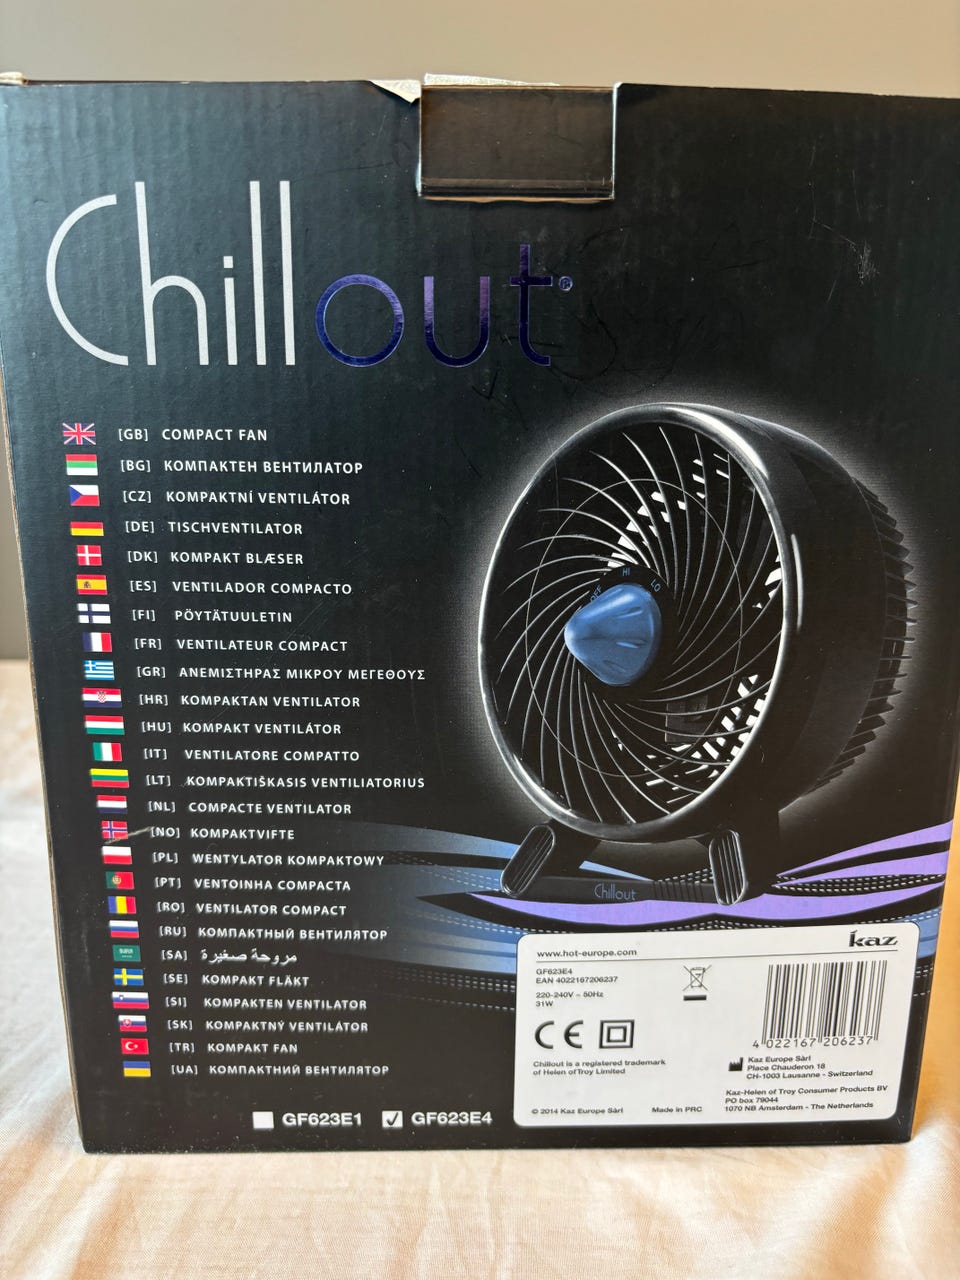 Chillout®
[GB] COMPACT FAN
[BG] КОМПАКТЕН ВЕНТИЛАТОР
[CZ] KOMPAKTNÍ VENTILÁTOR
[DE] TISCHVENTILATOR
[DK] KOMPAKT BLÆSER
[ES] VENTILADOR COMPACTO
[FI] PÖYTÄTUULETIN
[FR] VENTILATEUR COMPACT
[GR] ΑΝΕΜΙΣΤΗΡΑΣ ΜΙΚΡΟΥ ΜΕΓΕΘΟΥΣ
[HR] KOMPAKTAN VENTILATOR
[HU] KOMPAKT VENTILÁTOR
[IT] VENTILATORE COMPATTO
[LT] KOMPAKTIŠKASIS VENTILIATORIUS
[NL] COMPACTE VENTILATOR
[NO] KOMPAKTVIFTE
[PL] WENTYLATOR KOMPAKTOWY
[PT] VENTOINHA COMPACTA
[RO] VENTILATOR COMPACT
[RU] КОМПАКТНЫЙ ВЕНТИЛЯТОР
[SA] مروحة صغيرة
[SE] KOMPAKT FLÄKT
[SI] KOMPAKTEN VENTILATOR
[SK] KOMPAKTNÝ VENTILÁTOR
[TR] KOMPAKT FAN
[UA] КОМПАКТНИЙ ВЕНТИЛЯТОР
GF623E1 GF623E4
OFF HI LO
Chillout
www.hot-europe.com
Kaz
GF623E4
EAN 4022167206237
220-240V ~ 50Hz
31W
CE
4 022167 206237
Chillout is a registered trademark
of Helen of Troy Limited
Kaz Europe Sàrl
Place Chauderon 18
CH-1003 Lausanne - Switzerland
Kaz-Helen of Troy Consumer Products BV
PO box 79044
1070 NB Amsterdam - The Netherlands
© 2014 Kaz Europe Sàrl Made in PRC